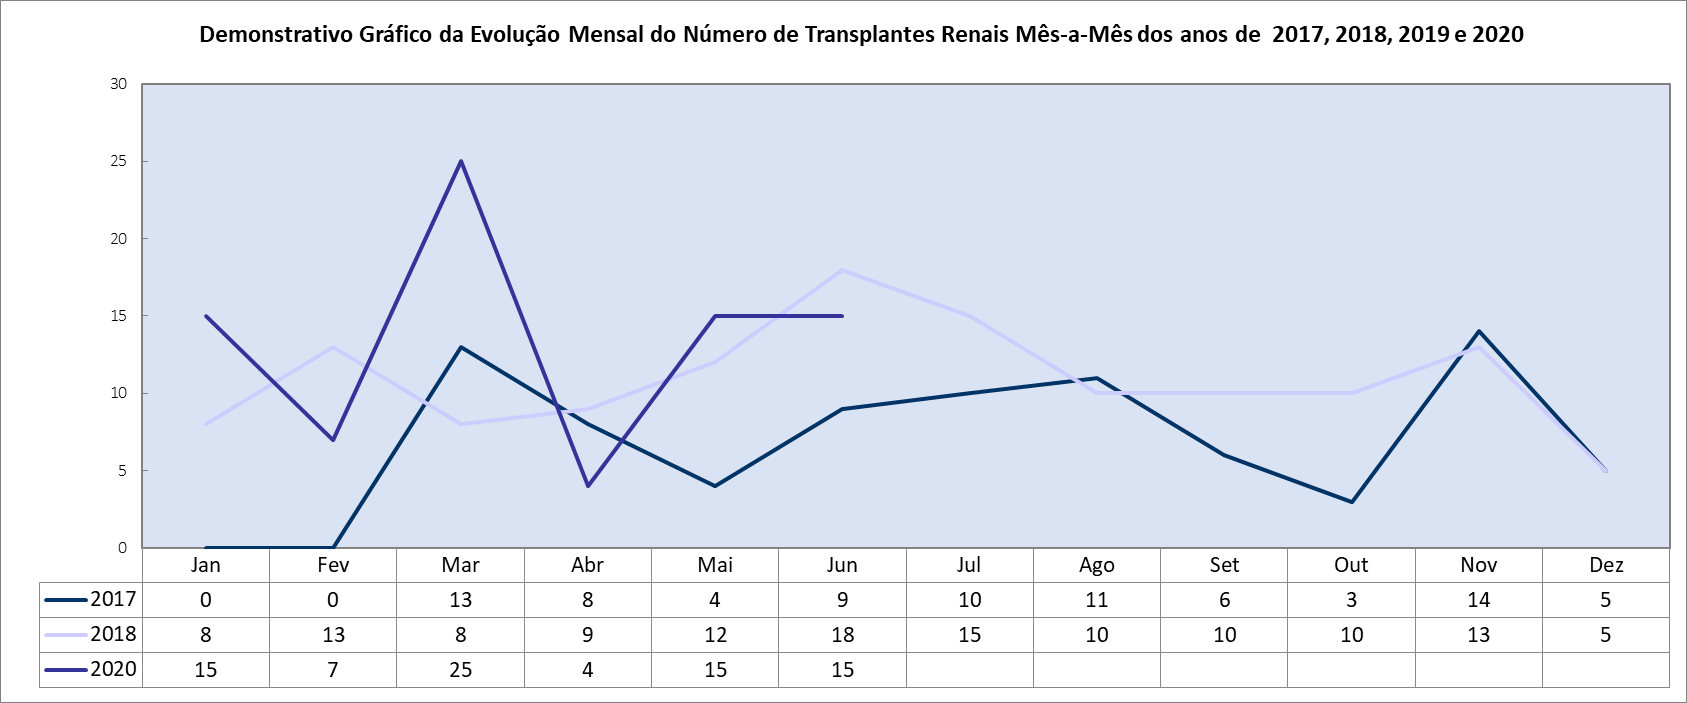 Demonstrativo Gráfico da Evolução Mensal do Número de Transplantes Renais Mês-a-Mês dos anos de 2017, 2018, 2019 e 2020
30
25
20
15
10
5
0
Jan Fev Mar Abr Mai Jun Jul Ago Set Out Nov Dez
2017 0 0 13 8 4 9 10 11 6 3 14 5
2018 8 13 8 9 12 18 15 10 10 10 13 5
2020 15 7 25 4 15 15